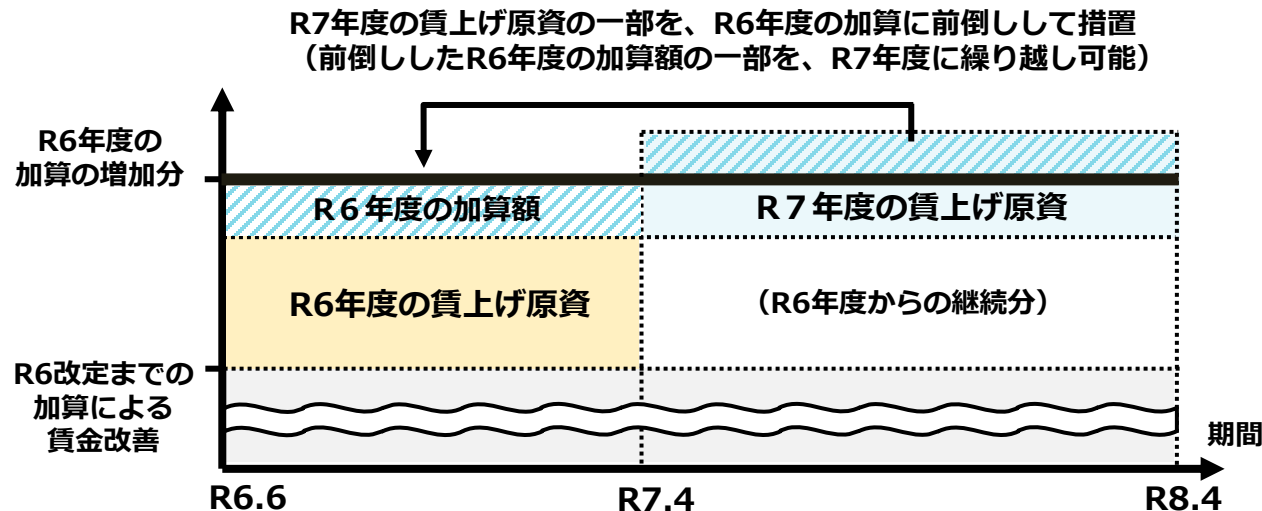 R7年度の賃上げ原資の一部を、R6年度の加算に前倒しして措置
（前倒ししたR6年度の加算額の一部を、R7年度に繰り越し可能）
R6年度の
加算の増加分
R６年度の加算額
R７年度の賃上げ原資
R6年度の賃上げ原資
（R6年度からの継続分）
R6改定までの
加算による
賃金改善
期間
R6.6
R7.4
R8.4